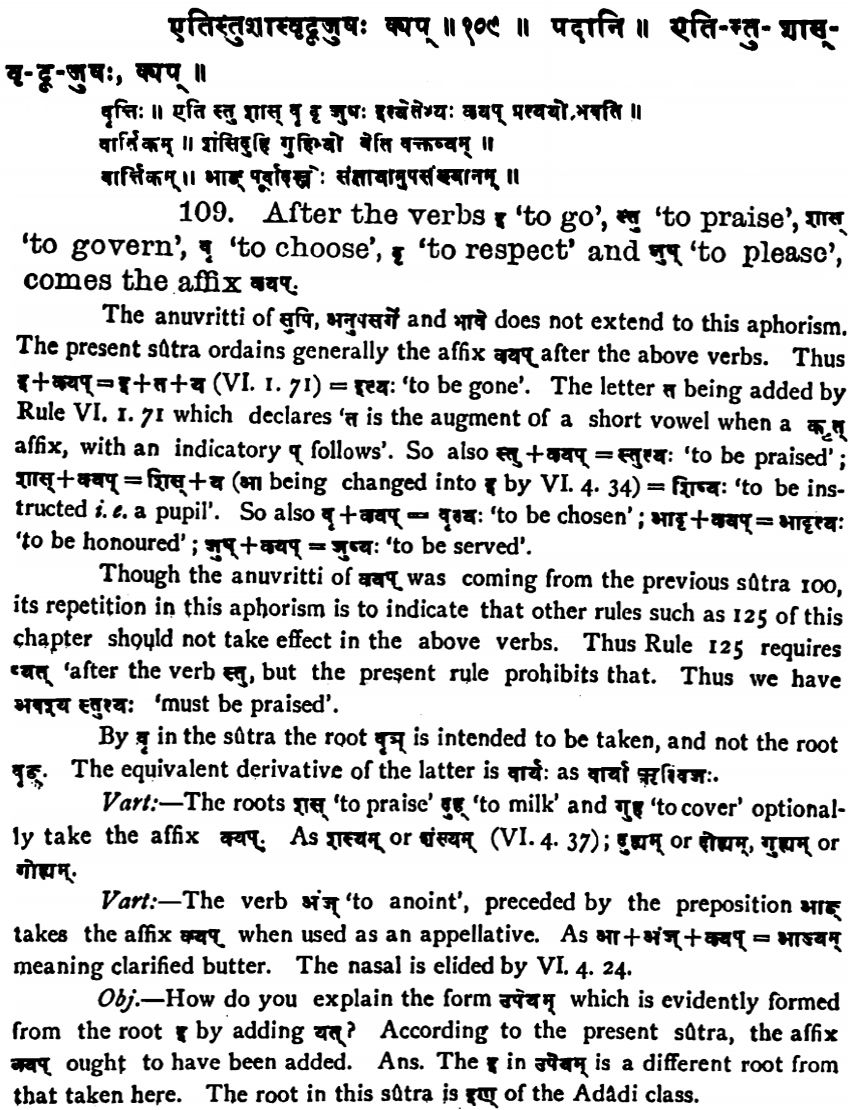 एतिस्तुशास्वृदृजुषः क्यप् ॥ १०९ ॥ पदानि ॥ एति-स्तु-शास्-
वृ-दृ-जुषः, क्यप् ॥
वृत्तिः ॥ एति स्तु शास् वृ दृ जुषः इत्येतेभ्यः क्यप् प्रत्ययो भवति ॥
वार्त्तिकम् ॥ शंसिदुहि गुहिभ्यो वेति वक्तव्यम् ॥
वार्त्तिकम् ॥ आङ् पूर्वादञ्जेः संज्ञायामुपसंख्यानम् ॥
109. After the verbs इ 'to go', स्तु 'to praise', शास्
'to govern', वृ 'to choose', दृ 'to respect' and जुष् 'to please',
comes the affix क्यप्.
The anuvritti of सुपि, अनुपसर्गे and भावे does not extend to this aphorism.
The present sûtra ordains generally the affix क्यप् after the above verbs. Thus
इ+क्यप्=इ+त+य (VI. 1. 71) = इत्यः 'to be gone'. The letter त being added by
Rule VI. 1. 71 which declares 'त is the augment of a short vowel when a कृत्
affix, with an indicatory प् follows'. So also स्तु+क्यप् =स्तुत्यः 'to be praised' ;
शास्+क्यप्=शिस्+य (आ being changed into इ by VI. 4. 34) = शिष्यः 'to be ins-
tructed i. e. a pupil'. So also वृ+क्यप् = वृत्यः 'to be chosen' ; आदृ+क्यप्=आदृत्यः
'to be honoured' ; जुष्+क्यप् = जुष्यः 'to be served'.
Though the anuvritti of क्यप् was coming from the previous sûtra 100,
its repetition in this aphorism is to indicate that other rules such as 125 of this
chapter should not take effect in the above verbs. Thus Rule 125 requires
ण्यत् 'after the verb स्तु, but the present rule prohibits that. Thus we have
अवश्य स्तुत्यः 'must be praised'.
By वृ in the sûtra the root वृञ् is intended to be taken, and not the root
वृङ्. The equivalent derivative of the latter is वार्यः as वार्या ऋत्विजः.
Vart:—The roots शस् 'to praise' दुह् 'to milk' and गुह 'to cover' optional-
ly take the affix क्यप्. As शस्यम् or शंस्यम् (VI. 4. 37) ; दुह्यम् or दोह्यम्, गुह्यम् or
गोह्यम्.
Vart:—The verb अंज् 'to anoint', preceded by the preposition आङ्
takes the affix क्यप् when used as an appellative. As आ+अंज्+क्यप् = आज्यम्
meaning clarified butter. The nasal is elided by VI. 4. 24.
Obj.—How do you explain the form उपेयम् which is evidently formed
from the root इ by adding यत्? According to the present sûtra, the affix
क्यप् ought to have been added. Ans. The इ in उपेयम् is a different root from
that taken here. The root in this sûtra is इण् of the Adâdi class.